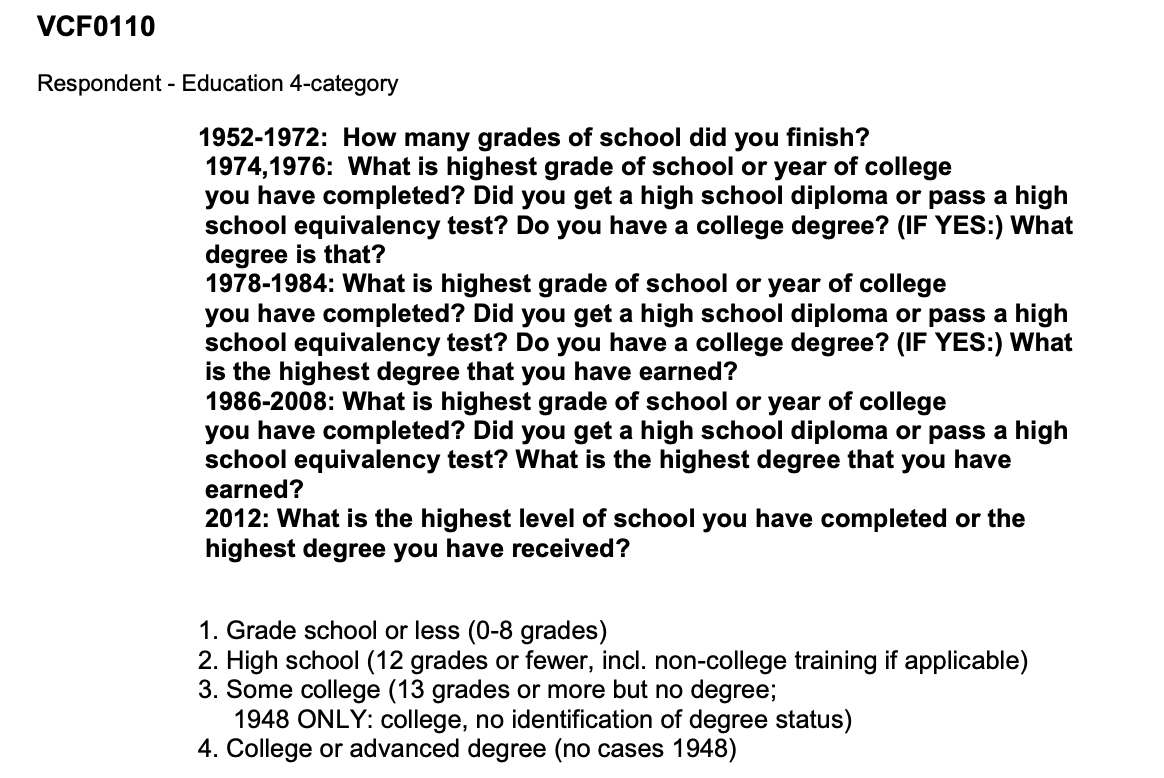 VCF0110
Respondent - Education 4-category
1952-1972: How many grades of school did you finish?
1974,1976: What is highest grade of school or year of college
you have completed? Did you get a high school diploma or pass a high
school equivalency test? Do you have a college degree? (IF YES:) What
degree is that?
1978-1984: What is highest grade of school or year of college
you have completed? Did you get a high school diploma or pass a high
school equivalency test? Do you have a college degree? (IF YES:) What
is the highest degree that you have earned?
1986-2008: What is highest grade of school or year of college
you have completed? Did you get a high school diploma or pass a high
school equivalency test? What is the highest degree that you have
earned?
2012: What is the highest level of school you have completed or the
highest degree you have received?
1. Grade school or less (0-8 grades)
2. High school (12 grades or fewer, incl. non-college training if applicable)
3. Some college (13 grades or more but no degree;
1948 ONLY: college, no identification of degree status)
4. College or advanced degree (no cases 1948)